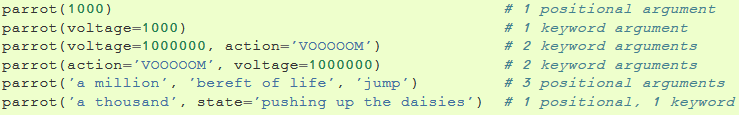 parrot(1000)                                          # 1 positional argument
parrot(voltage=1000)                                  # 1 keyword argument
parrot(voltage=1000000, action='VOOOOOM')             # 2 keyword arguments
parrot(action='VOOOOOM', voltage=1000000)             # 2 keyword arguments
parrot('a million', 'bereft of life', 'jump')         # 3 positional arguments
parrot('a thousand', state='pushing up the daisies')  # 1 positional, 1 keyword